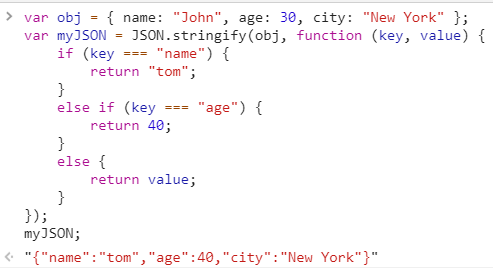 > var obj = { name: "John", age: 30, city: "New York" };
var myJSON = JSON.stringify(obj, function (key, value) {
    if (key === "name") {
        return "tom";
    }
    else if (key === "age") {
        return 40;
    }
    else {
        return value;
    }
});
myJSON;
"{"name":"tom","age":40,"city":"New York"}"